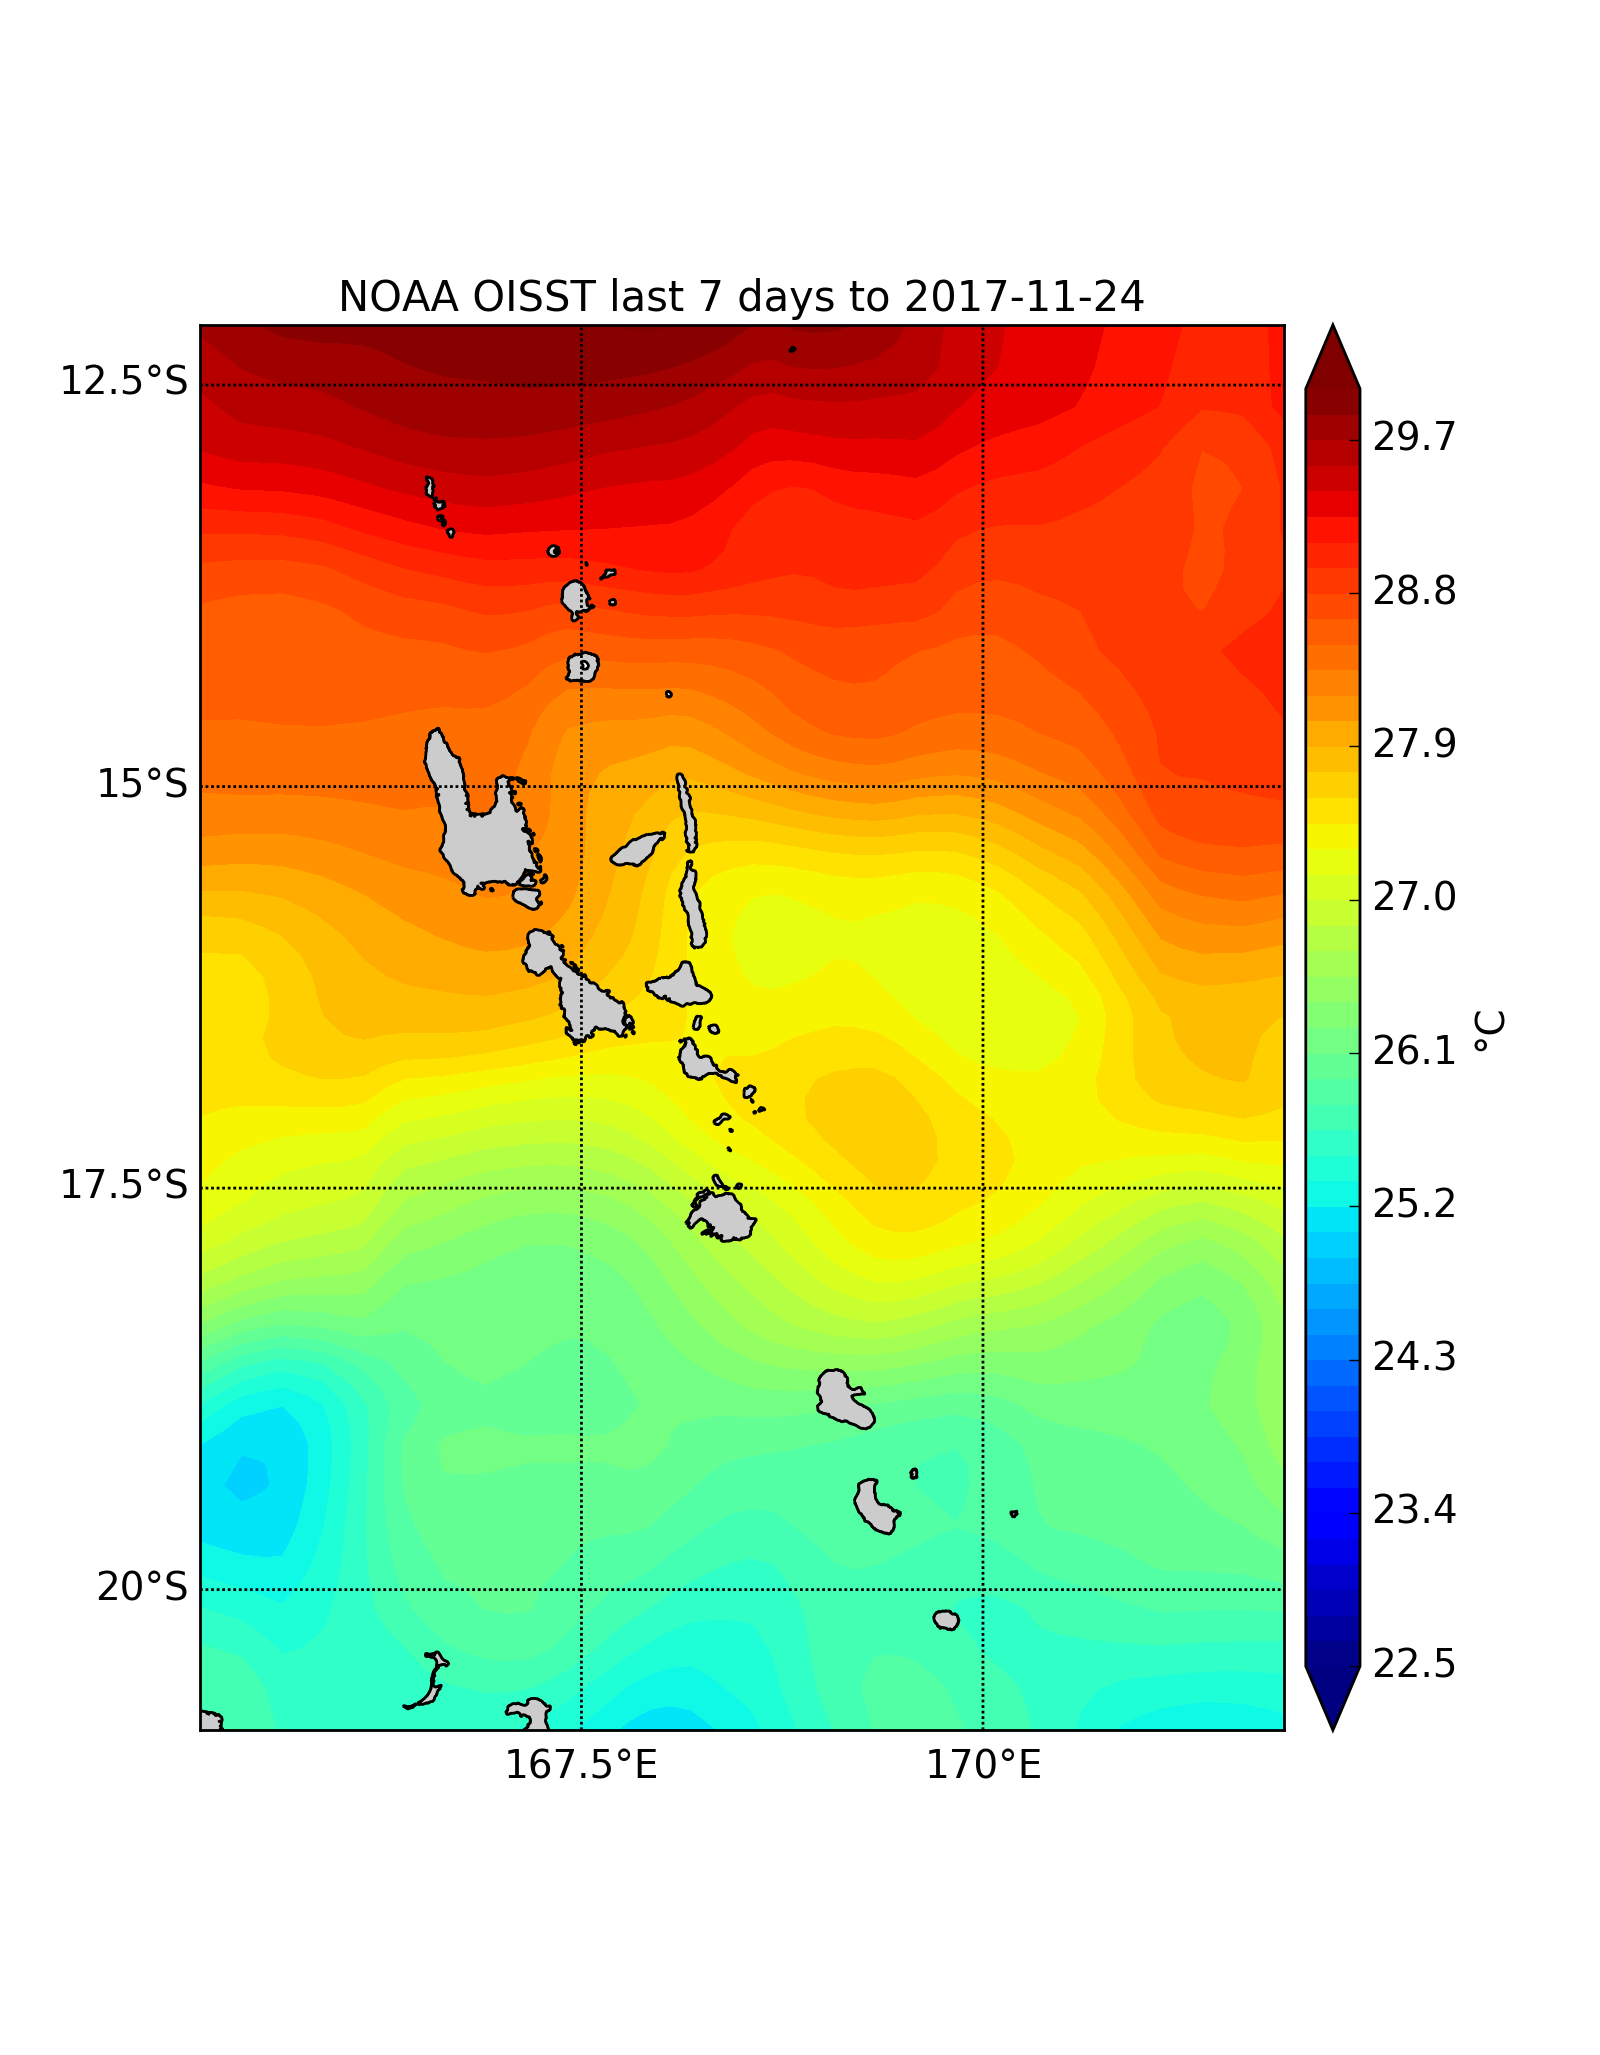 NOAA OISST last 7 days to 2017-11-24
12.5°S
15°S
17.5°S
20°S
167.5°E
170°E
29.7
28.8
27.9
27.0
26.1
25.2
24.3
23.4
22.5
°C